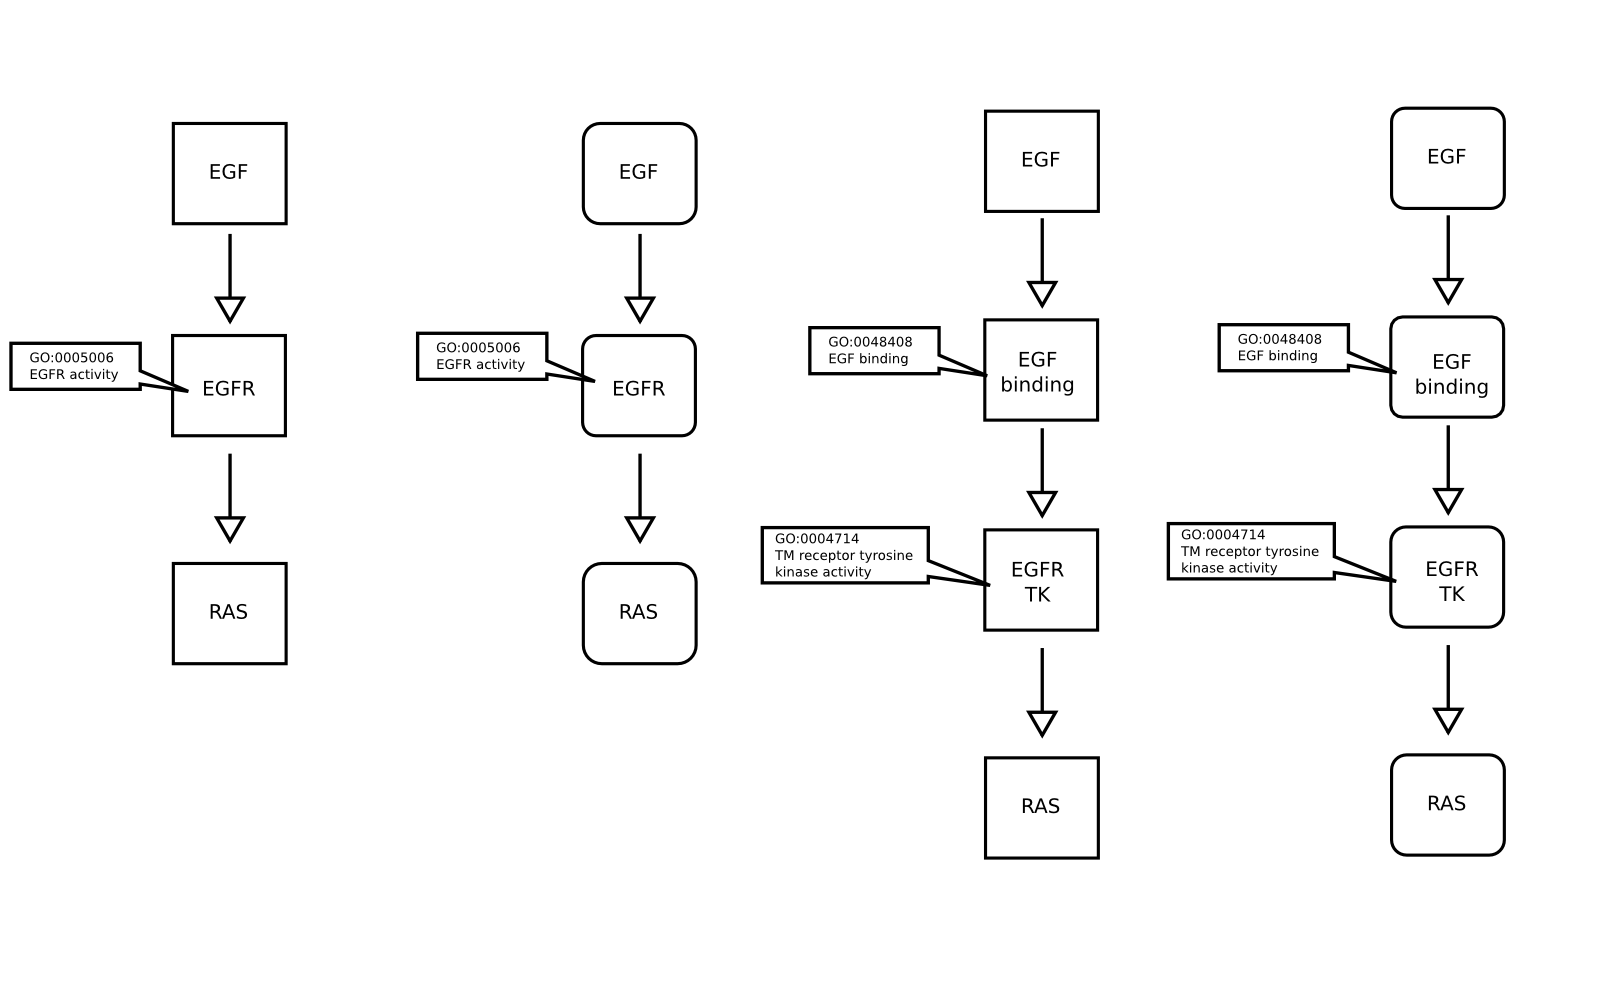 EGF
GO:0005006
EGFR activity
EGFR
RAS
EGF
GO:0005006
EGFR activity
EGFR
RAS
EGF
GO:0048408
EGF binding
EGF
binding
GO:0004714
TM receptor tyrosine
kinase activity
EGFR
TK
RAS
EGF
GO:0048408
EGF binding
EGF
binding
GO:0004714
TM receptor tyrosine
kinase activity
EGFR
TK
RAS